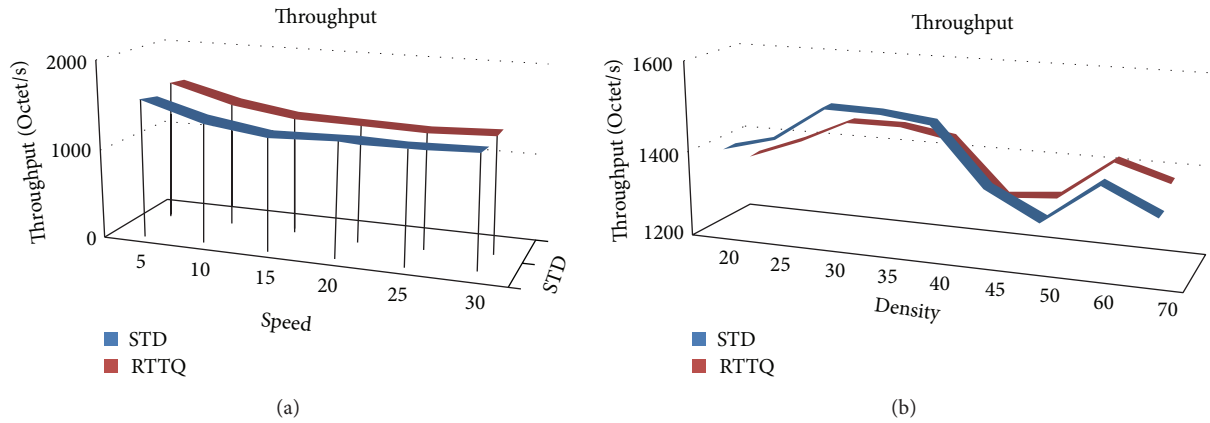 Throughput
Throughput (Octet/s)
2000
1000
0
5
10
15
20
25
30
Speed
STD
STD
RTTQ
(a)
Throughput
Throughput (Octet/s)
1600
1400
1200
20
25
30
35
40
45
50
60
70
Density
STD
RTTQ
(b)